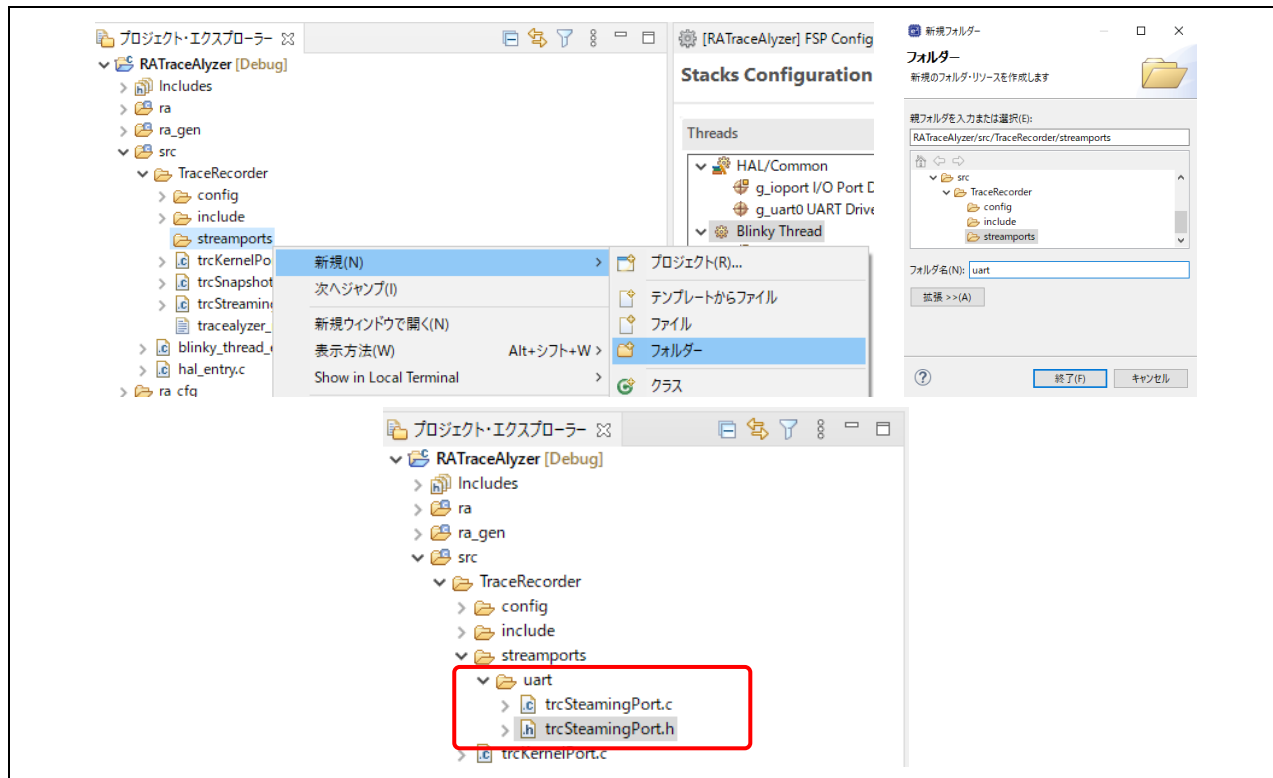 プロジェクト・エクスプローラー
RATraceAlyzer [Debug]
Includes
ra
ra_gen
src
TraceRecorder
config
include
streamports
trcKernelPo
trcSnapshot
trcStreaming
tracealyzer_
blinky_thread_
hal_entry.c
ra cfg
新規(N)
次へジャンプ(I)
新規ウィンドウで開く(N)
表示方法(W) Alt+シフト+W
Show in Local Terminal
プロジェクト(R)...
テンプレートからファイル
ファイル
フォルダー
クラス
[RATraceAlyzer] FSP Config
Stacks Configuration
Threads
HAL/Common
g_ioport I/O Port D
g_uart0 UART Drive
Blinky Thread
新規フォルダー
フォルダー
新規のフォルダ・リソースを作成します
親フォルダを入力または選択(E):
RATraceAlyzer/src/TraceRecorder/streamports
src
TraceRecorder
config
include
streamports
フォルダ名(N): uart
拡張 >>(A)
終了(F) キャンセル
プロジェクト・エクスプローラー
RATraceAlyzer [Debug]
Includes
ra
ra_gen
src
TraceRecorder
config
include
streamports
uart
trcSteamingPort.c
trcSteamingPort.h
trcKernelPort.c